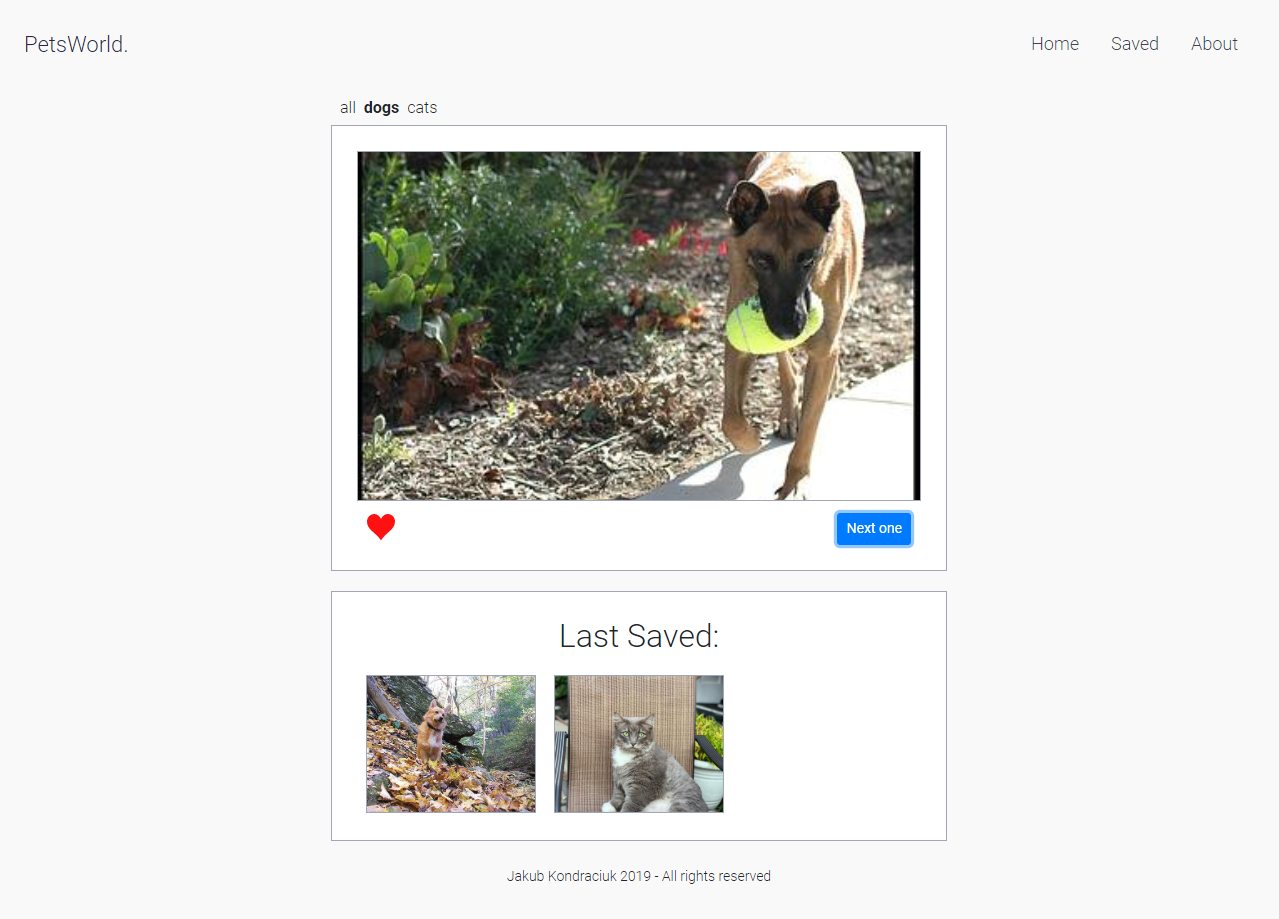 PetsWorld.
Home Saved About
all dogs cats
Next one
Last Saved:
Jakub Kondraciuk 2019 - All rights reserved